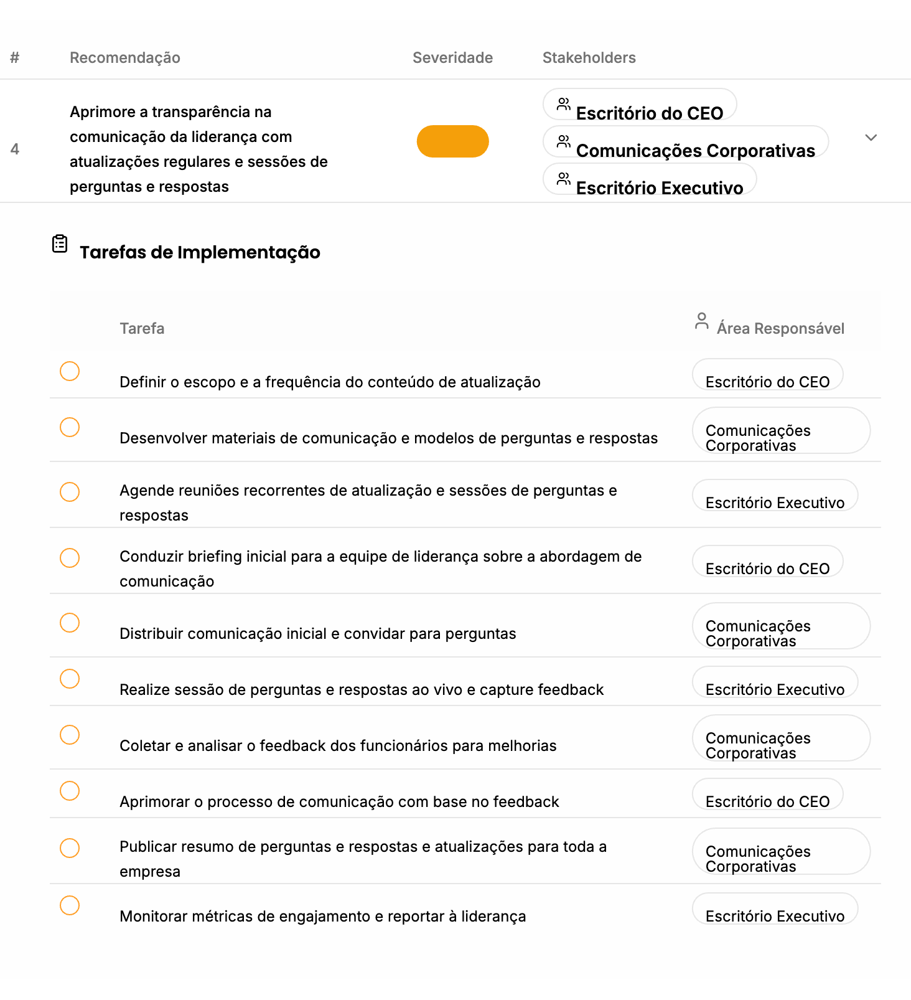 # Recomendação Severidade Stakeholders
4
Aprimore a transparência na
comunicação da liderança com
atualizações regulares e sessões de
perguntas e respostas
Escritório do CEO
Comunicações Corporativas
Escritório Executivo
Tarefas de Implementação
Tarefa Área Responsável
Definir o escopo e a frequência do conteúdo de atualização
Escritório do CEO
Desenvolver materiais de comunicação e modelos de perguntas e respostas
Comunicações
Corporativas
Agende reuniões recorrentes de atualização e sessões de perguntas e
respostas
Escritório Executivo
Conduzir briefing inicial para a equipe de liderança sobre a abordagem de
comunicação
Escritório do CEO
Distribuir comunicação inicial e convidar para perguntas
Comunicações
Corporativas
Realize sessão de perguntas e respostas ao vivo e capture feedback
Escritório Executivo
Coletar e analisar o feedback dos funcionários para melhorias
Comunicações
Corporativas
Aprimorar o processo de comunicação com base no feedback
Escritório do CEO
Publicar resumo de perguntas e respostas e atualizações para toda a
empresa
Comunicações
Corporativas
Monitorar métricas de engajamento e reportar à liderança
Escritório Executivo